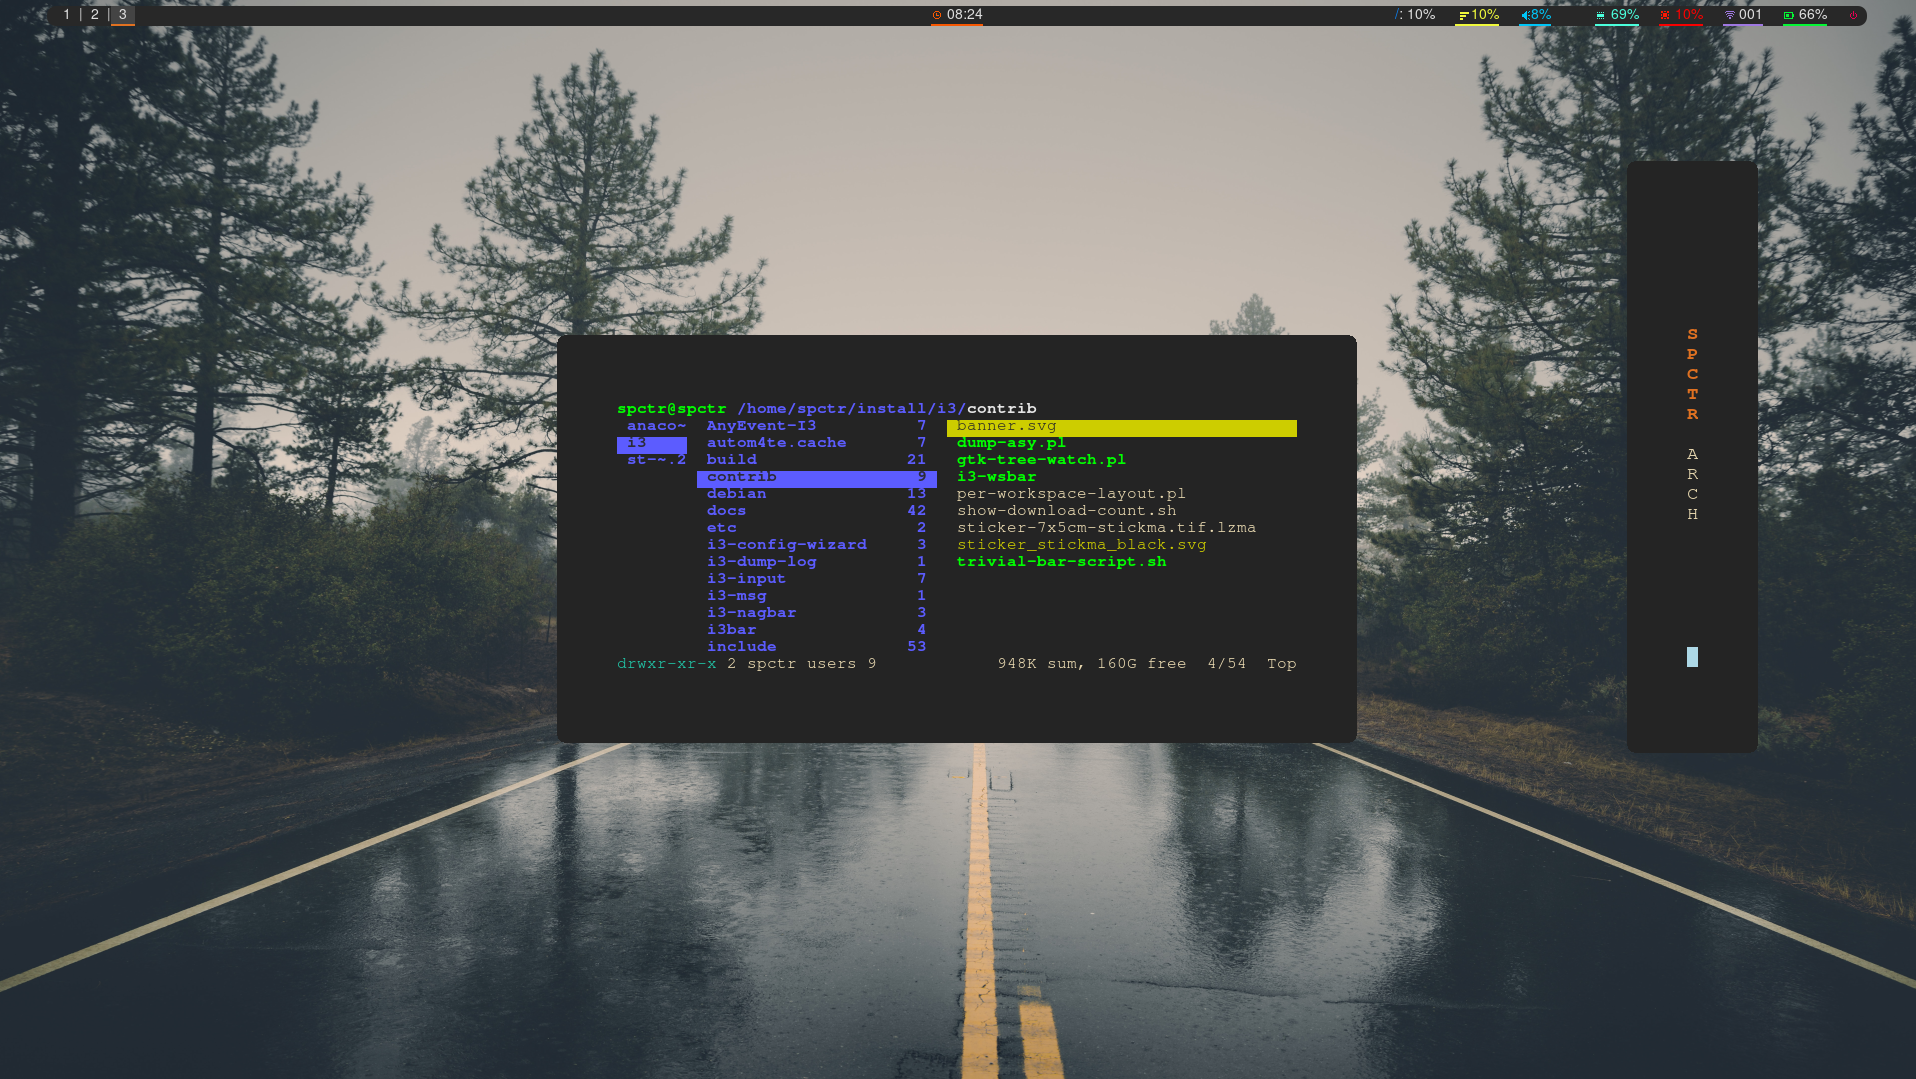 1 | 2 | 3
08:24
/: 10% 10% 8% 69% 10% 001 66%
spctr@spctr /home/spctr/install/i3/contrib
anaco~ AnyEvent-I3 7 banner.svg
i3 autom4te.cache 7 dump-asy.pl
st-~.2 build 21 gtk-tree-watch.pl
contrib 9 i3-wsbar
debian 13 per-workspace-layout.pl
docs 42 show-download-count.sh
etc 2 sticker-7x5cm-stickma.tif.lzma
i3-config-wizard 3 sticker_stickma_black.svg
i3-dump-log 1 trivial-bar-script.sh
i3-input 7
i3-msg 1
i3-nagbar 3
i3bar 4
include 53
drwxr-xr-x 2 spctr users 9 948K sum, 160G free 4/54 Top
S
P
C
T
R
A
R
C
H